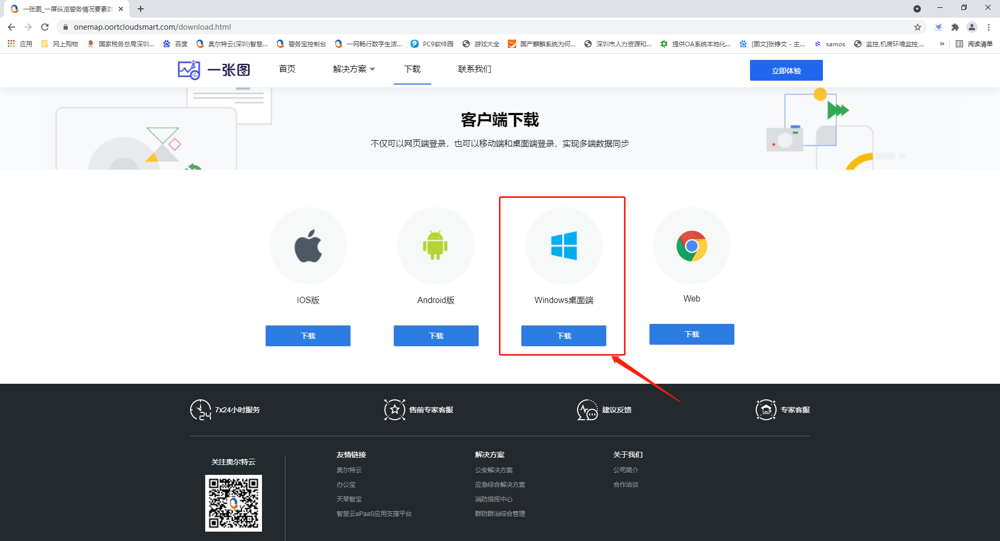 一张图_一屏纵览警务情况要素数
onemap.oortcloudsmart.com/download.html
应用 网上购物 国家税务总局深圳... 百度 奥尔特云(深圳)智慧... 警务宝控制台 一网畅行数字生活... PC9软件园 游戏大全 国产麒麟系统为何... 深圳市人力资源和... 提供OA系统本地化... [图文]张铮文 - 主... samos 监控,机房环境监控,... » 阅读清单
一张图 首页 解决方案 下载 联系我们 立即体验
客户端下载
不仅可以网页端登录，也可以移动端和桌面端登录，实现多端数据同步
IOS版 Android版 Windows桌面端 Web
下载 下载 下载 下载
7x24小时服务 售前专家客服 建议反馈 专家客服
关注奥尔特云
友情链接
奥尔特云
办公宝
天琴智宝
智慧云aPaaS应用支撑平台
解决方案
公安解决方案
应急综合解决方案
消防指挥中心
群防群治综合管理
关于我们
公司简介
合作洽谈